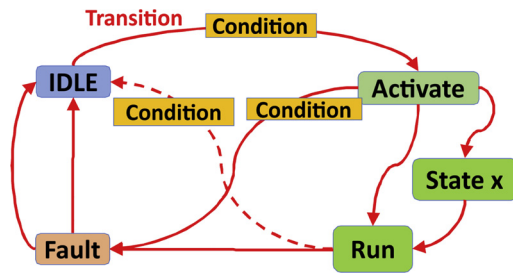 Transition
Condition
IDLE
Activate
Condition
Condition
State x
Fault
Run